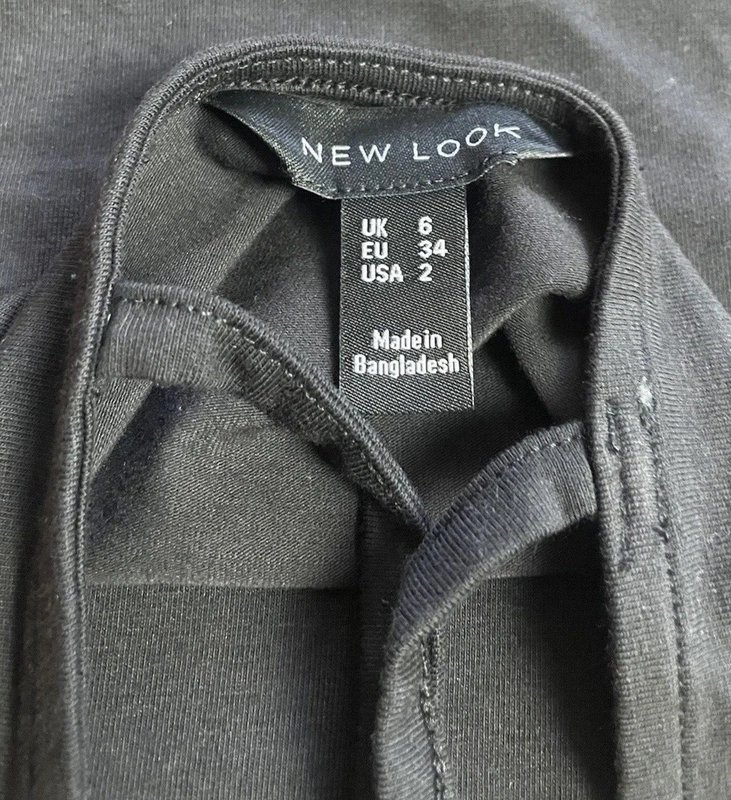 NEW LOOK
UK 6
EU 34
USA 2
Made in
Bangladesh